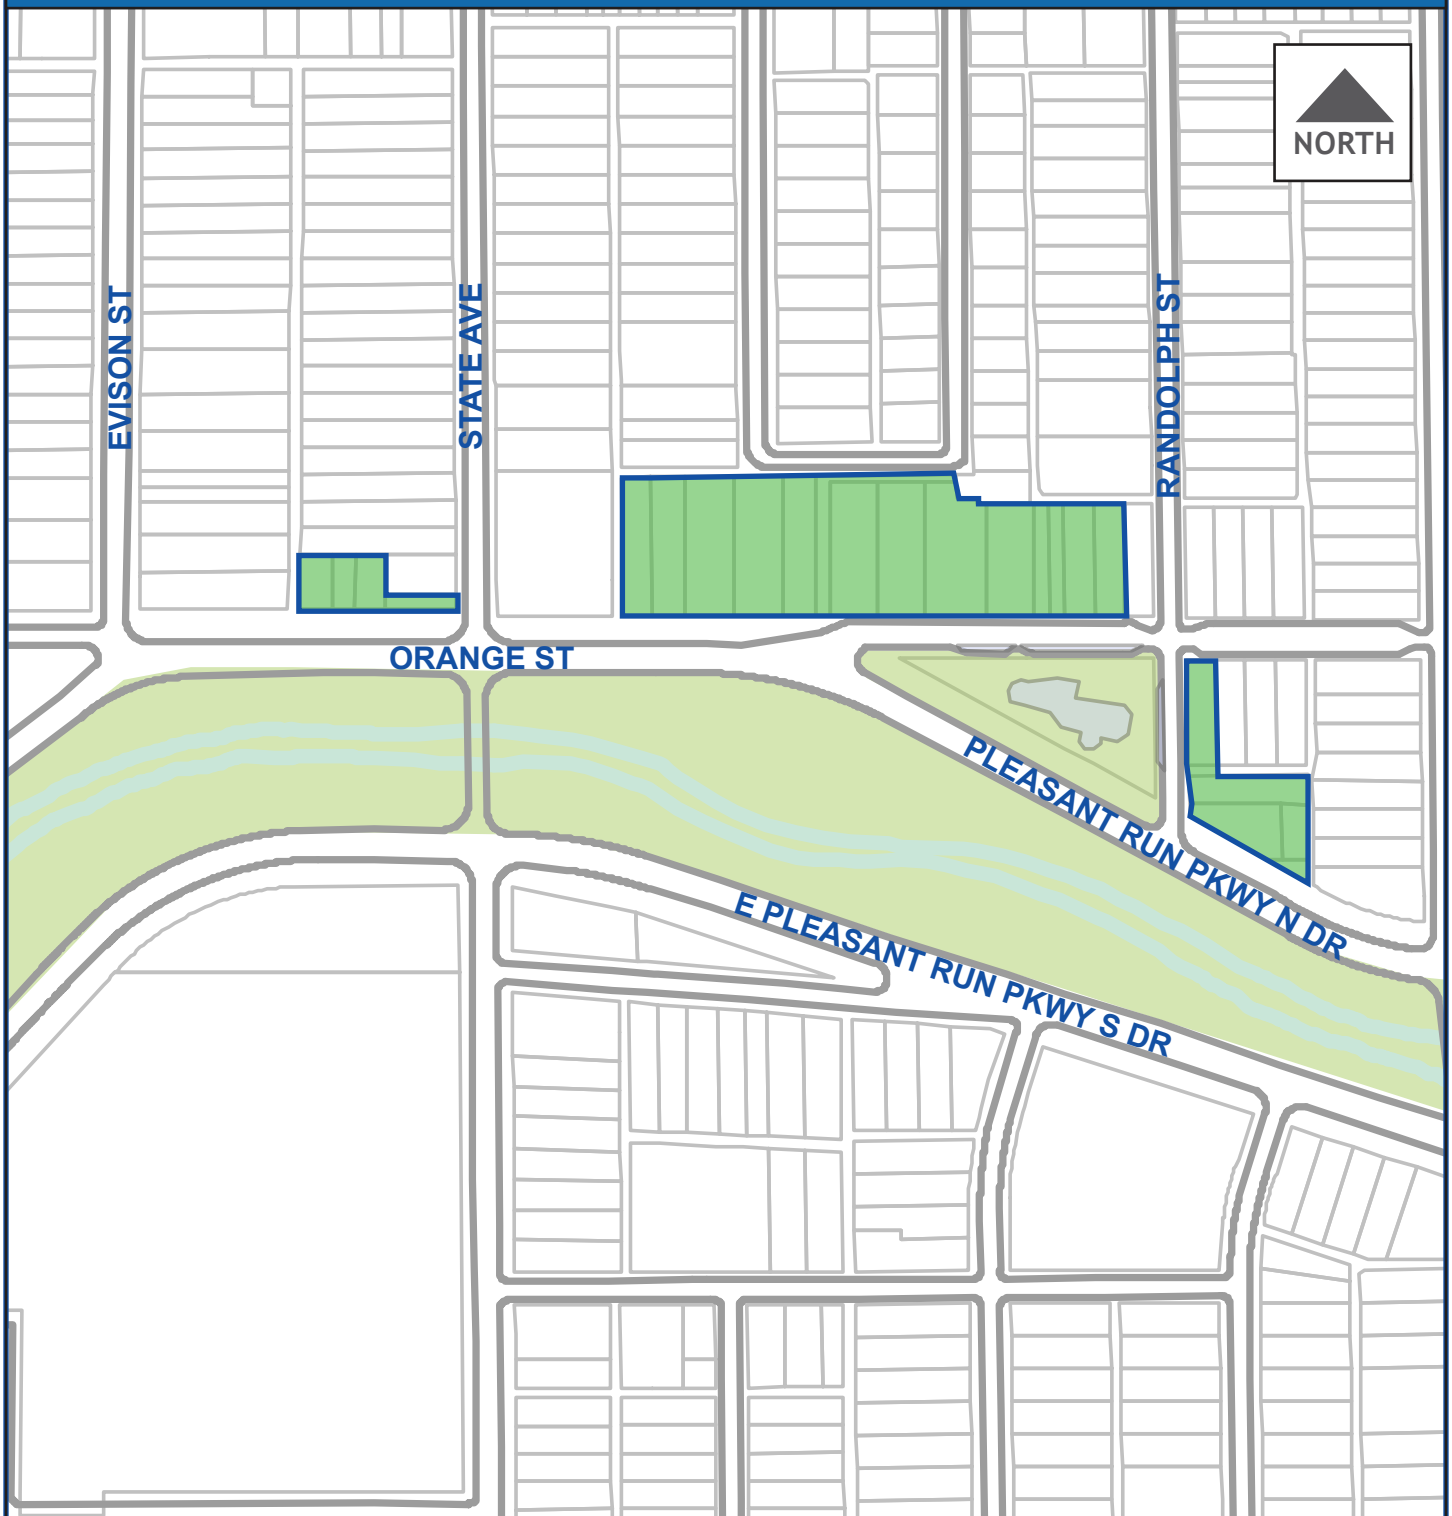 NORTH
EVISON ST
STATE AVE
RANDOLPH ST
ORANGE ST
PLEASANT RUN PKWY N DR
E PLEASANT RUN PKWY S DR